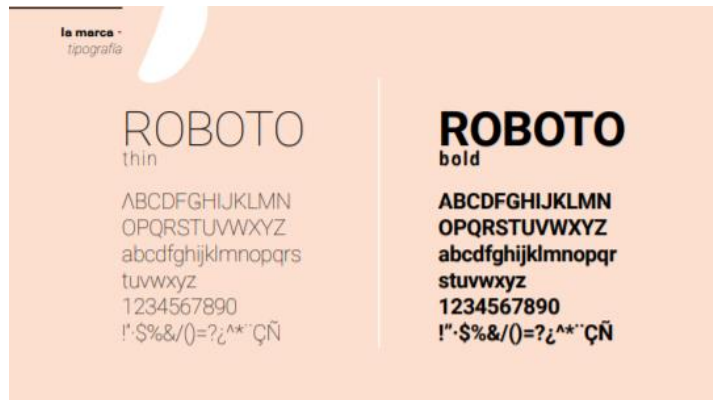 la marca -
tipografía
ROBOTO
thin
ABCDFGHIJKLMN
OPQRSTUVWXYZ
abcdfghijklmnopqrs
tuvwxyz
1234567890
!"·$%&/()=?¿^*¨ÇÑ
ROBOTO
bold
ABCDFGHIJKLMN
OPQRSTUVWXYZ
abcdfghijklmnopqr
stuvwxyz
1234567890
!"·$%&/()=?¿^*¨ÇÑ